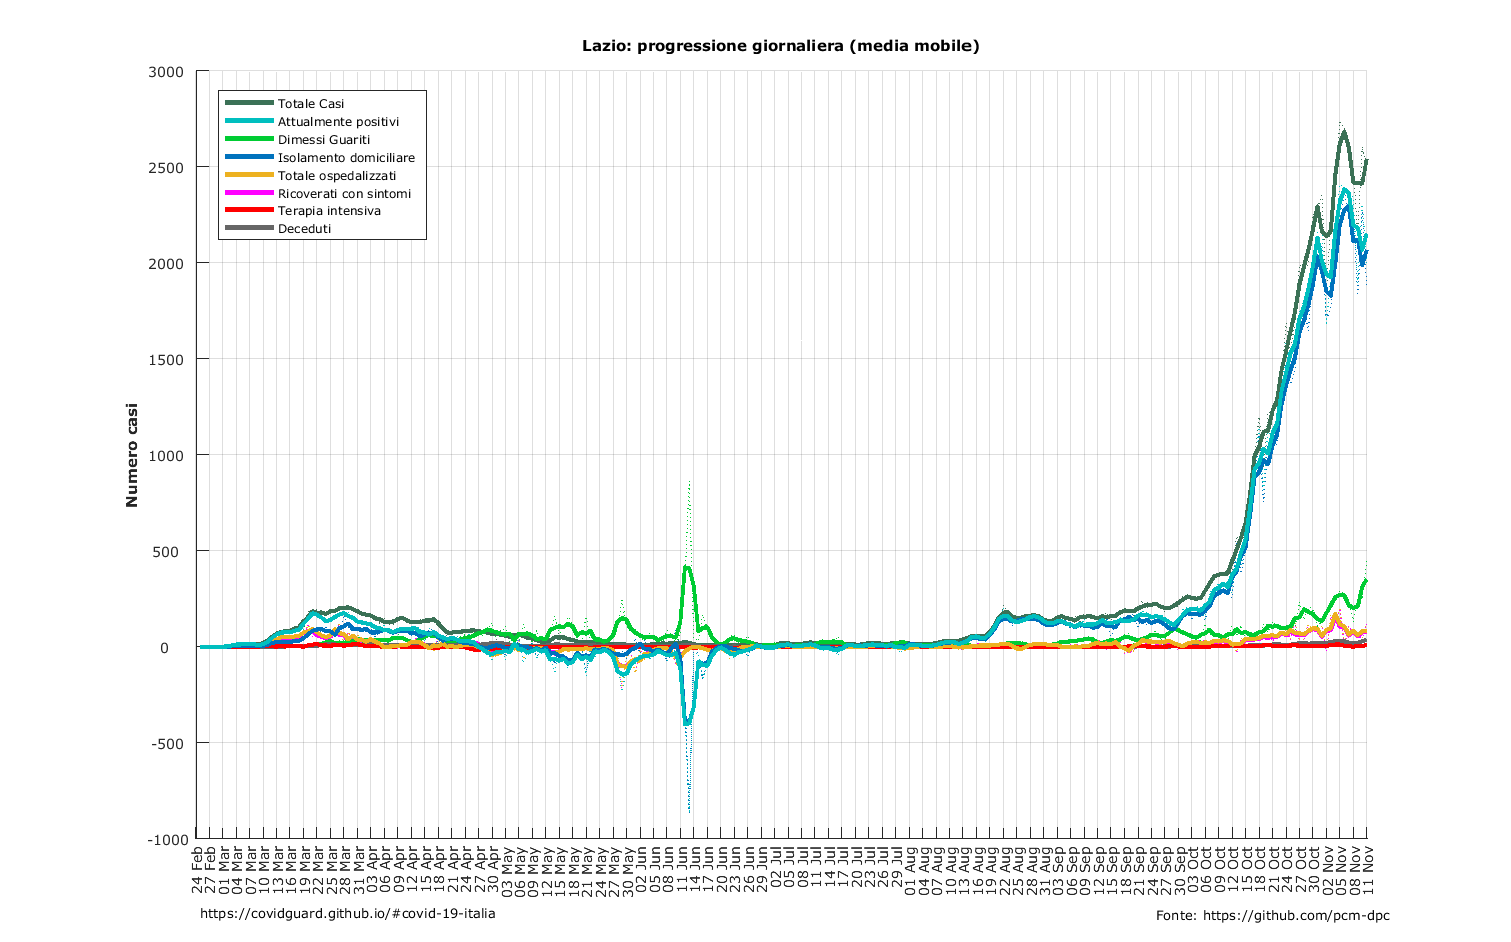 Lazio: progressione giornaliera (media mobile)
3000
2500
2000
1500
1000
500
0
-500
-1000
Numero casi
Totale Casi
Attualmente positivi
Dimessi Guariti
Isolamento domiciliare
Totale ospedalizzati
Ricoverati con sintomi
Terapia intensiva
Deceduti
24 Feb
27 Feb
01 Mar
04 Mar
07 Mar
10 Mar
13 Mar
16 Mar
19 Mar
22 Mar
25 Mar
28 Mar
31 Mar
03 Apr
06 Apr
09 Apr
12 Apr
15 Apr
18 Apr
21 Apr
24 Apr
27 Apr
30 Apr
03 May
06 May
09 May
12 May
15 May
18 May
21 May
24 May
27 May
30 May
02 Jun
05 Jun
08 Jun
11 Jun
14 Jun
17 Jun
20 Jun
23 Jun
26 Jun
29 Jun
02 Jul
05 Jul
08 Jul
11 Jul
14 Jul
17 Jul
20 Jul
23 Jul
26 Jul
29 Jul
01 Aug
04 Aug
07 Aug
10 Aug
13 Aug
16 Aug
19 Aug
22 Aug
25 Aug
28 Aug
31 Aug
03 Sep
06 Sep
09 Sep
12 Sep
15 Sep
18 Sep
21 Sep
24 Sep
27 Sep
30 Sep
03 Oct
06 Oct
09 Oct
12 Oct
15 Oct
18 Oct
21 Oct
24 Oct
27 Oct
30 Oct
02 Nov
05 Nov
08 Nov
11 Nov
https://covidguard.github.io/#covid-19-italia
Fonte: https://github.com/pcm-dpc